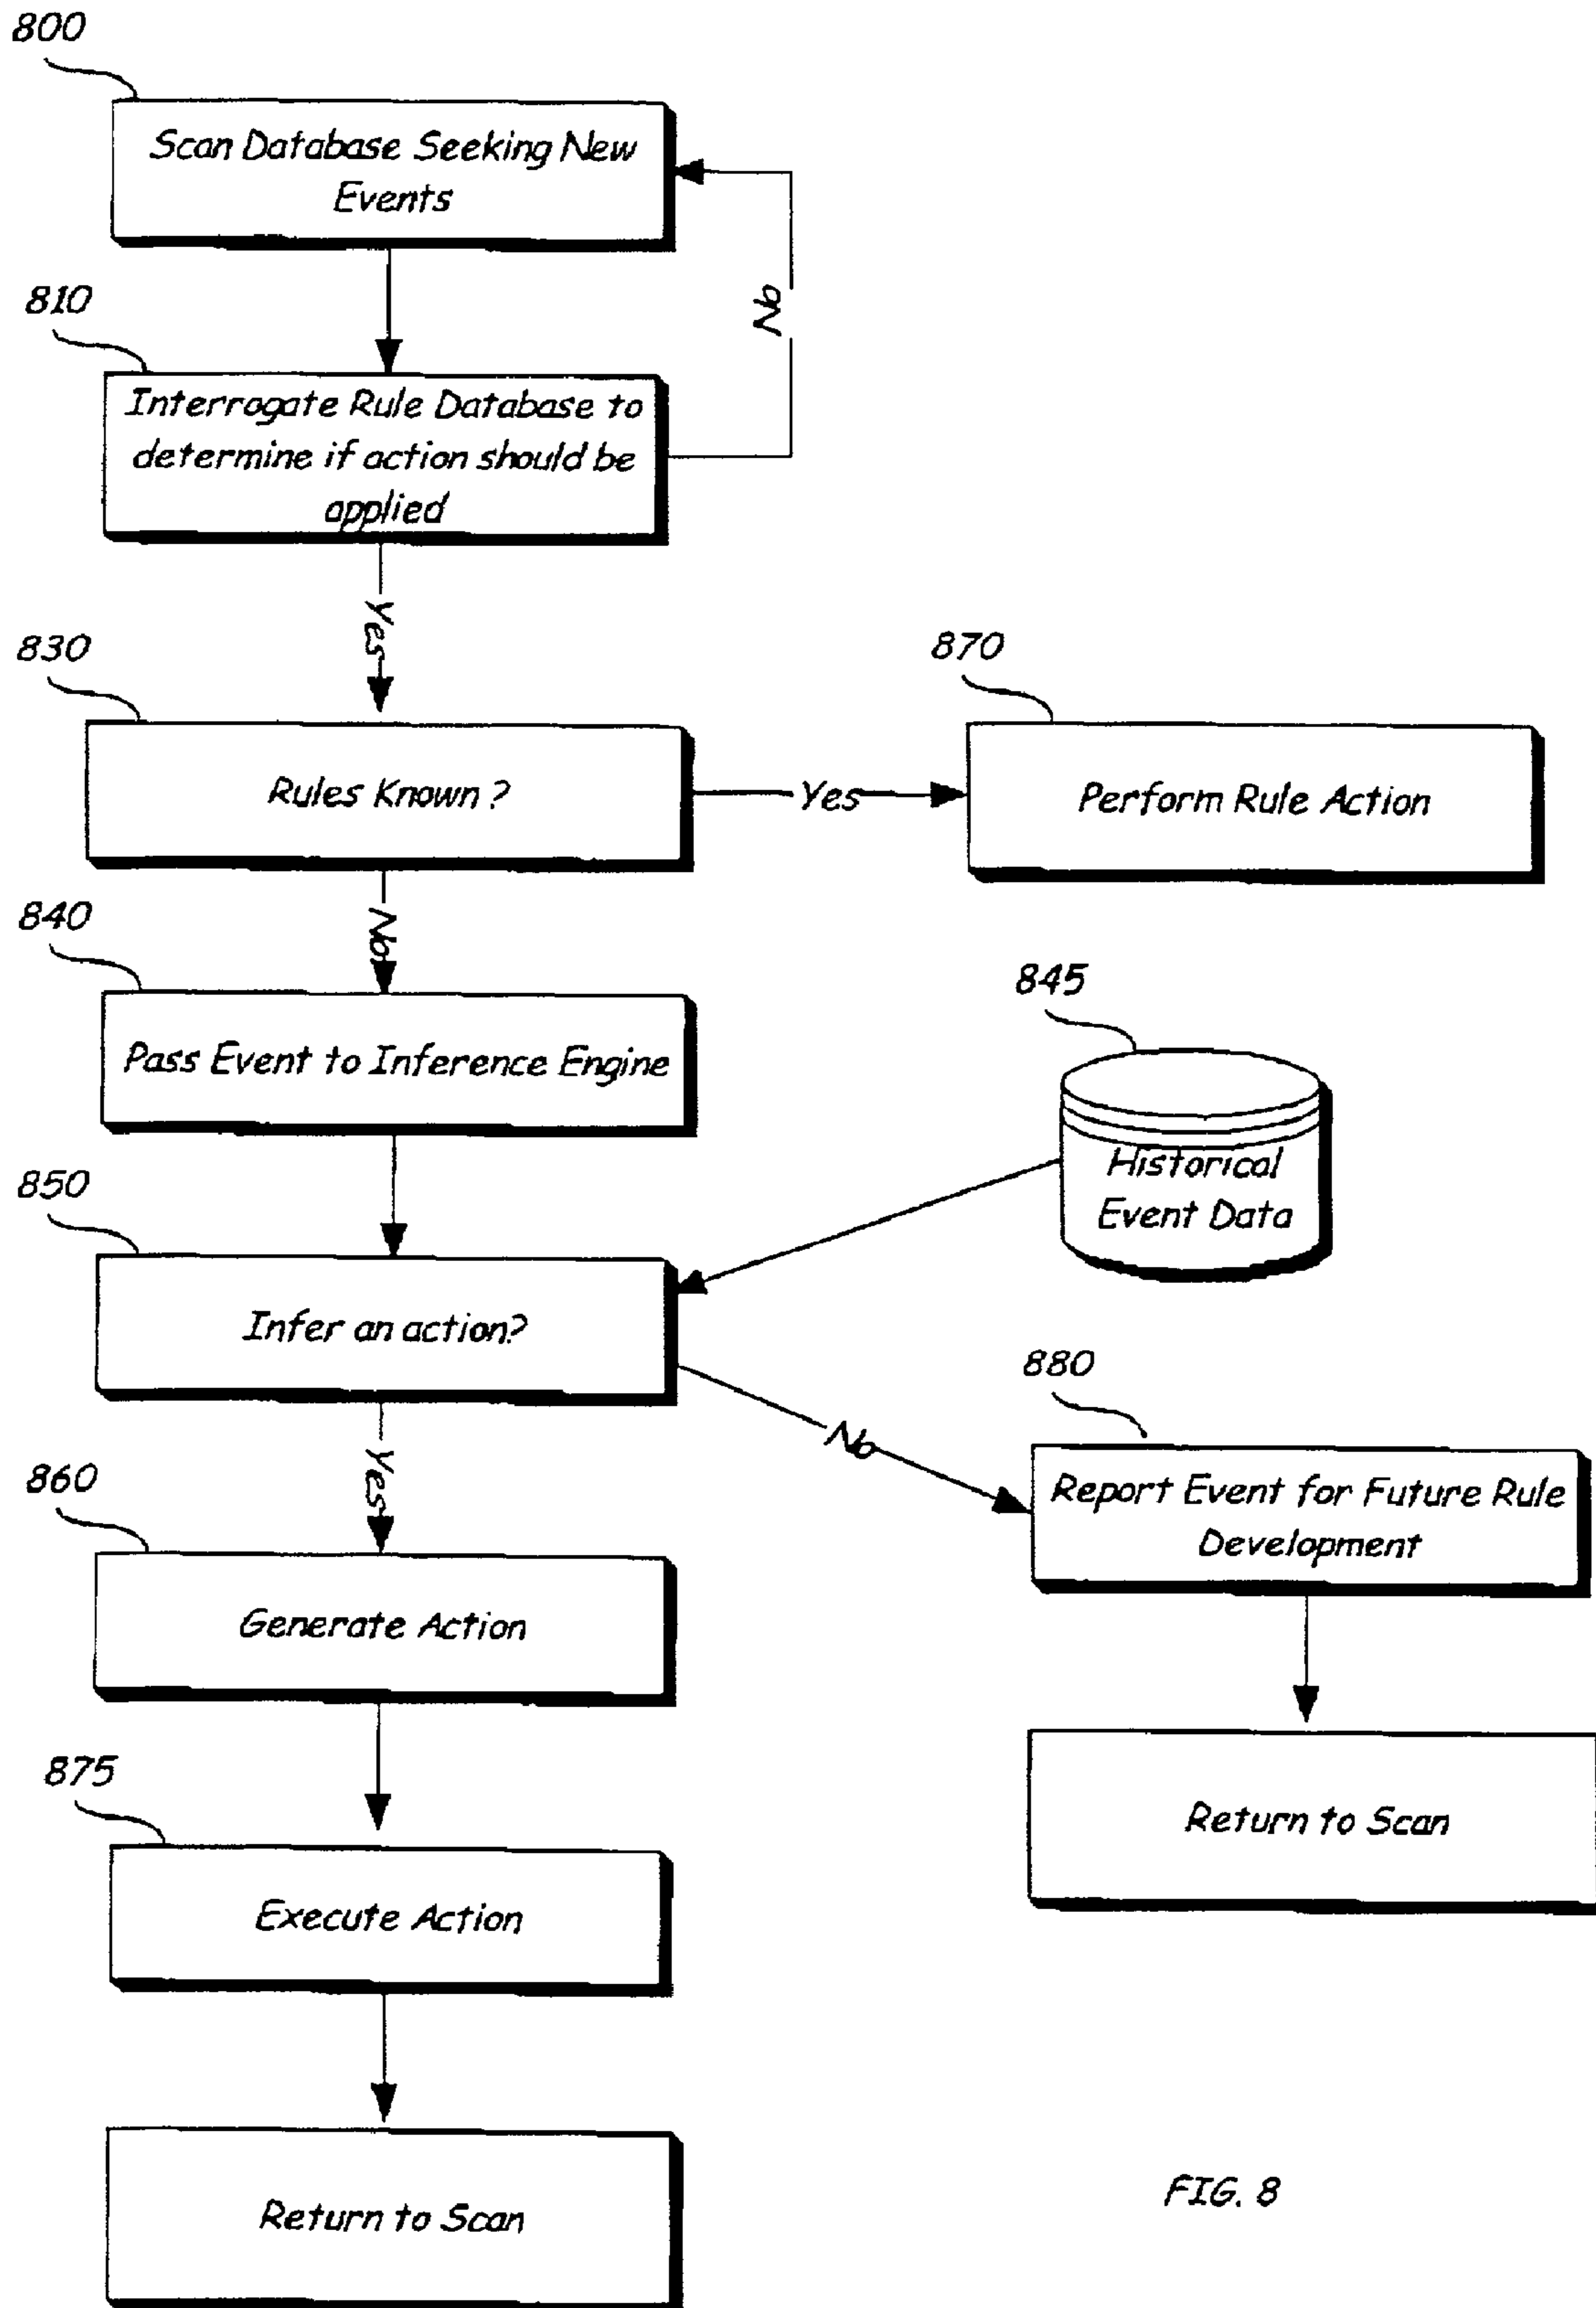 800
Scan Database Seeking New
Events
No
810
Interrogate Rule Database to
determine if action should be
applied
Yes
830
Rules Known ?
Yes
870
Perform Rule Action
No
840
Pass Event to Inference Engine
845
Historical
Event Data
850
Infer an action?
No
880
Report Event for Future Rule
Development
Yes
860
Generate Action
Return to Scan
875
Execute Action
Return to Scan
FIG. 8